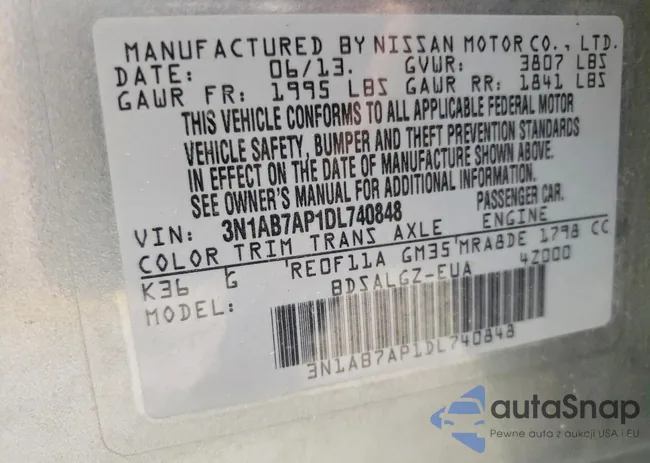 MANUFACTURED BY NISSAN MOTOR CO., LTD.
DATE: 06/13. GVWR: 3807 LBS
GAWR FR: 1995 LBS GAWR RR: 1841 LBS
THIS VEHICLE CONFORMS TO ALL APPLICABLE FEDERAL MOTOR
VEHICLE SAFETY, BUMPER AND THEFT PREVENTION STANDARDS
IN EFFECT ON THE DATE OF MANUFACTURE SHOWN ABOVE.
SEE OWNER'S MANUAL FOR ADDITIONAL INFORMATION.
VIN: 3N1AB7AP1DL740848 PASSENGER CAR.
COLOR TRIM TRANS AXLE ENGINE
K36 G RE0F11A GM35 MRA8DE 1798 CC
MODEL: BDSALGZ-EUA 4Z000
3N1AB7AP1DL740848
autaSnap
Pewne auta z aukcji USA i EU